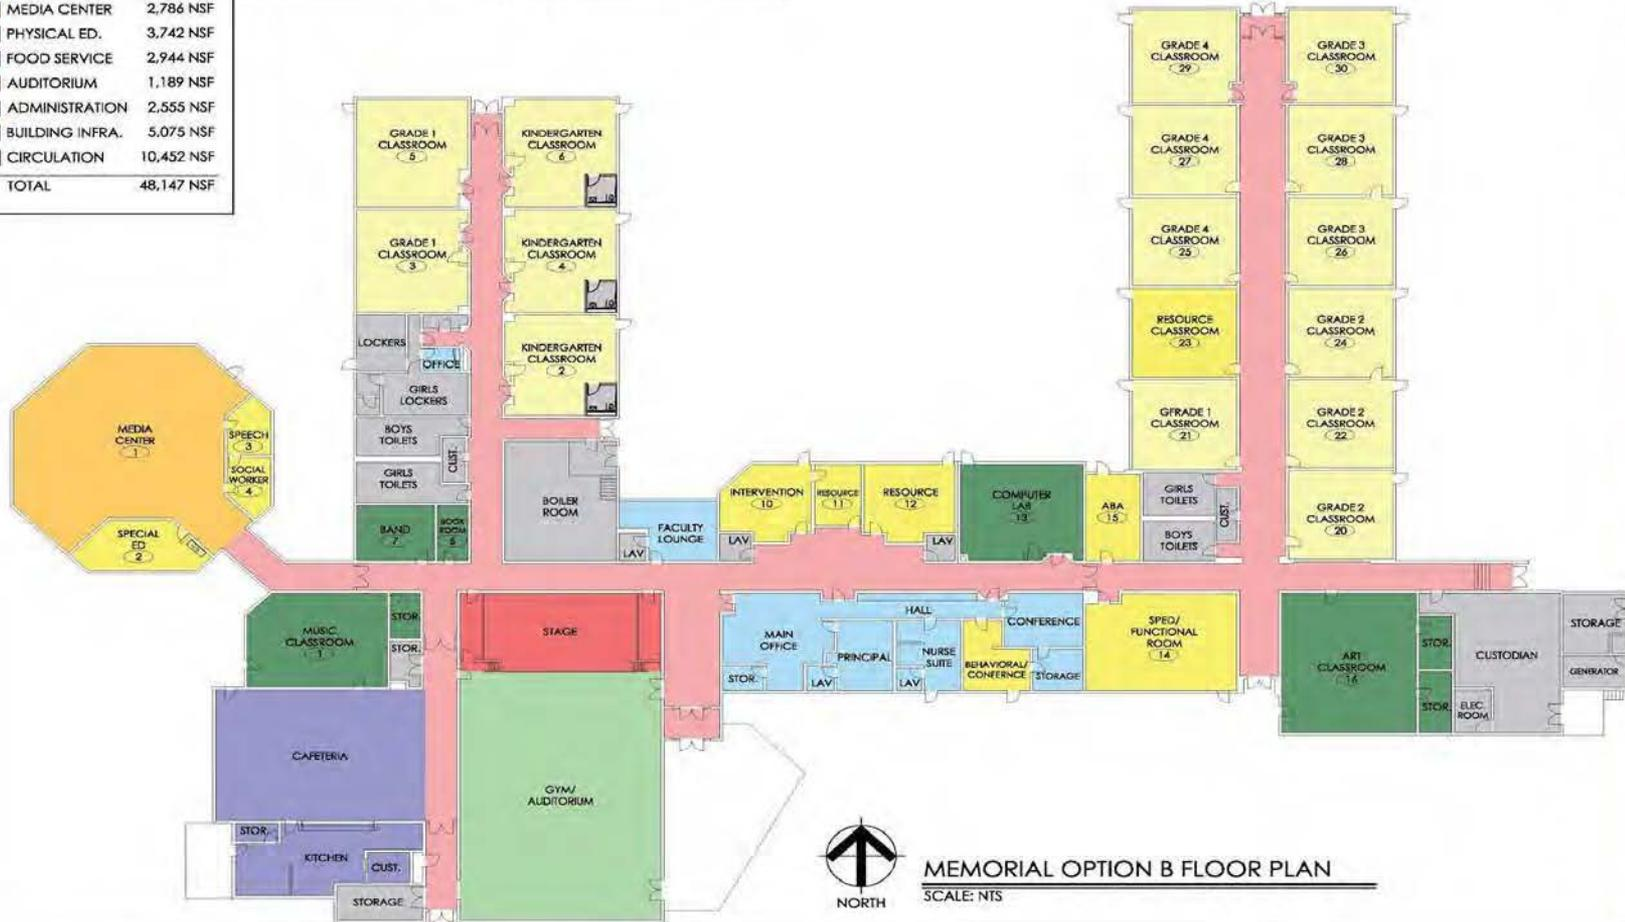 MEDIA CENTER 2,786 NSF
PHYSICAL ED. 3,742 NSF
FOOD SERVICE 2,944 NSF
AUDITORIUM 1,189 NSF
ADMINISTRATION 2,555 NSF
BUILDING INFRA. 5,075 NSF
CIRCULATION 10,452 NSF
TOTAL 48,147 NSF
GRADE 4
CLASSROOM
29
GRADE 3
CLASSROOM
30
GRADE 1
CLASSROOM
5
KINDERGARTEN
CLASSROOM
6
GRADE 4
CLASSROOM
27
GRADE 3
CLASSROOM
28
GRADE 1
CLASSROOM
3
KINDERGARTEN
CLASSROOM
4
GRADE 4
CLASSROOM
25
GRADE 3
CLASSROOM
26
LOCKERS
OFFICE
GIRLS
LOCKERS
KINDERGARTEN
CLASSROOM
2
RESOURCE
CLASSROOM
23
GRADE 2
CLASSROOM
24
MEDIA
CENTER
1
SPEECH
3
SOCIAL
WORKER
4
SPECIAL
ED
2
BOYS
TOILETS
GIRLS
TOILETS
CUST.
GFRADE 1
CLASSROOM
21
GRADE 2
CLASSROOM
22
BAND
7
BOOK
ROOM
BOILER
ROOM
FACULTY
LOUNGE
LAV
INTERVENTION
10
LAV
RESOURCE
11
RESOURCE
12
LAV
COMPUTER
LAB
13
ABA
15
GIRLS
TOILETS
BOYS
TOILETS
CUST.
GRADE 2
CLASSROOM
20
MUSIC
CLASSROOM
1
STOR.
STOR.
STAGE
MAIN
OFFICE
STOR.
HALL
PRINCIPAL
LAV
NURSE
SUITE
LAV
BEHAVIORAL/
CONFERNCE
CONFERENCE
STORAGE
SPED/
FUNCTIONAL
ROOM
14
ART
CLASSROOM
16
STOR.
STOR.
CUSTODIAN
ELEC.
ROOM
STORAGE
GENERATOR
CAFETERIA
GYM/
AUDITORIUM
STOR.
KITCHEN
CUST.
STORAGE
NORTH
MEMORIAL OPTION B FLOOR PLAN
SCALE: NTS